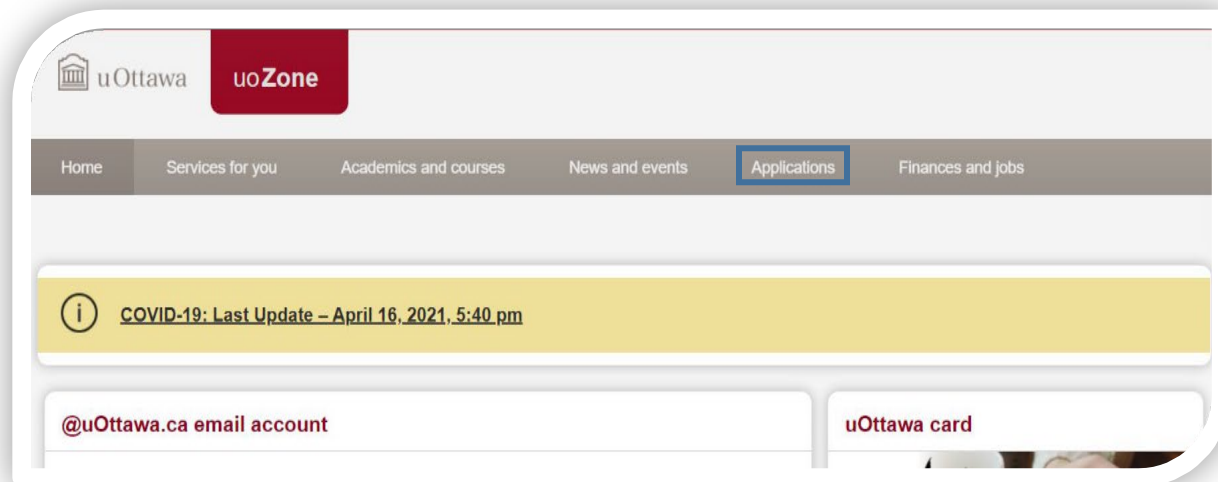 uOttawa
uoZone
Home Services for you Academics and courses News and events Applications Finances and jobs
COVID-19: Last Update – April 16, 2021, 5:40 pm
@uOttawa.ca email account
uOttawa card